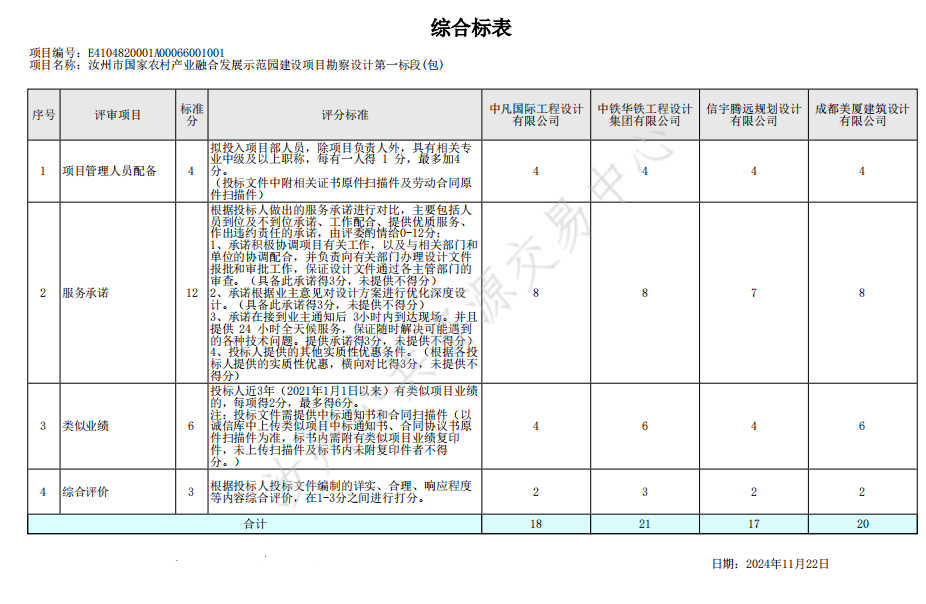 综合标表
项目编号: E4104820001A00066001001
项目名称: 汝州市国家农村产业融合发展示范园建设项目勘察设计第一标段(包)
序号 评审项目 标准分 评分标准 中凡国际工程设计有限公司 中铁华铁工程设计集团有限公司 信宇腾远规划设计有限公司 成都美厦建筑设计有限公司
1 项目管理人员配备 4
拟投入项目部人员，除项目负责人外，具有相关专
业中级及以上职称，每有一人得 1 分，最多加4
分。
（投标文件中附相关证书原件扫描件及劳动合同原
件扫描件）
4 4 4 4
2 服务承诺 12
根据投标人做出的服务承诺进行对比，主要包括人
员到位及不到位承诺、工作配合、提供优质服务、
作出违约责任的承诺，由评委酌情给0-12分；
1、承诺积极协调项目有关工作，以及与相关部门和
单位的协调配合，并负责向有关部门办理设计文件
报批和审批工作，保证设计文件通过各主管部门的
审查。（具备此承诺得3分，未提供不得分）
2、承诺根据业主意见对设计方案进行优化深度设
计。（具备此承诺得3分，未提供不得分）
3、承诺在接到业主通知后 3小时内到达现场。并且
提供 24 小时全天候服务，保证随时解决可能遇到
的各种技术问题。提供承诺得3分，未提供不得分）
4、投标人提供的其他实质性优惠条件。（根据各投
标人提供的实质性优惠，横向对比得3分，未提供不
得分）
8 8 7 8
3 类似业绩 6
投标人近3年（2021年1月1日以来）有类似项目业绩
的，每项得2分，最多得6分。
注：投标文件需提供中标通知书和合同扫描件（以
诚信库中上传类似项目中标通知书、合同协议书原
件扫描件为准，标书内需附有类似项目业绩复印
件，未上传扫描件及标书内未附复印件者不得
分。）
4 6 4 6
4 综合评价 3
根据投标人投标文件编制的详实、合理、响应程度
等内容综合评价，在1-3分之间进行打分。
2 3 2 2
合计 18 21 17 20
日期: 2024年11月22日